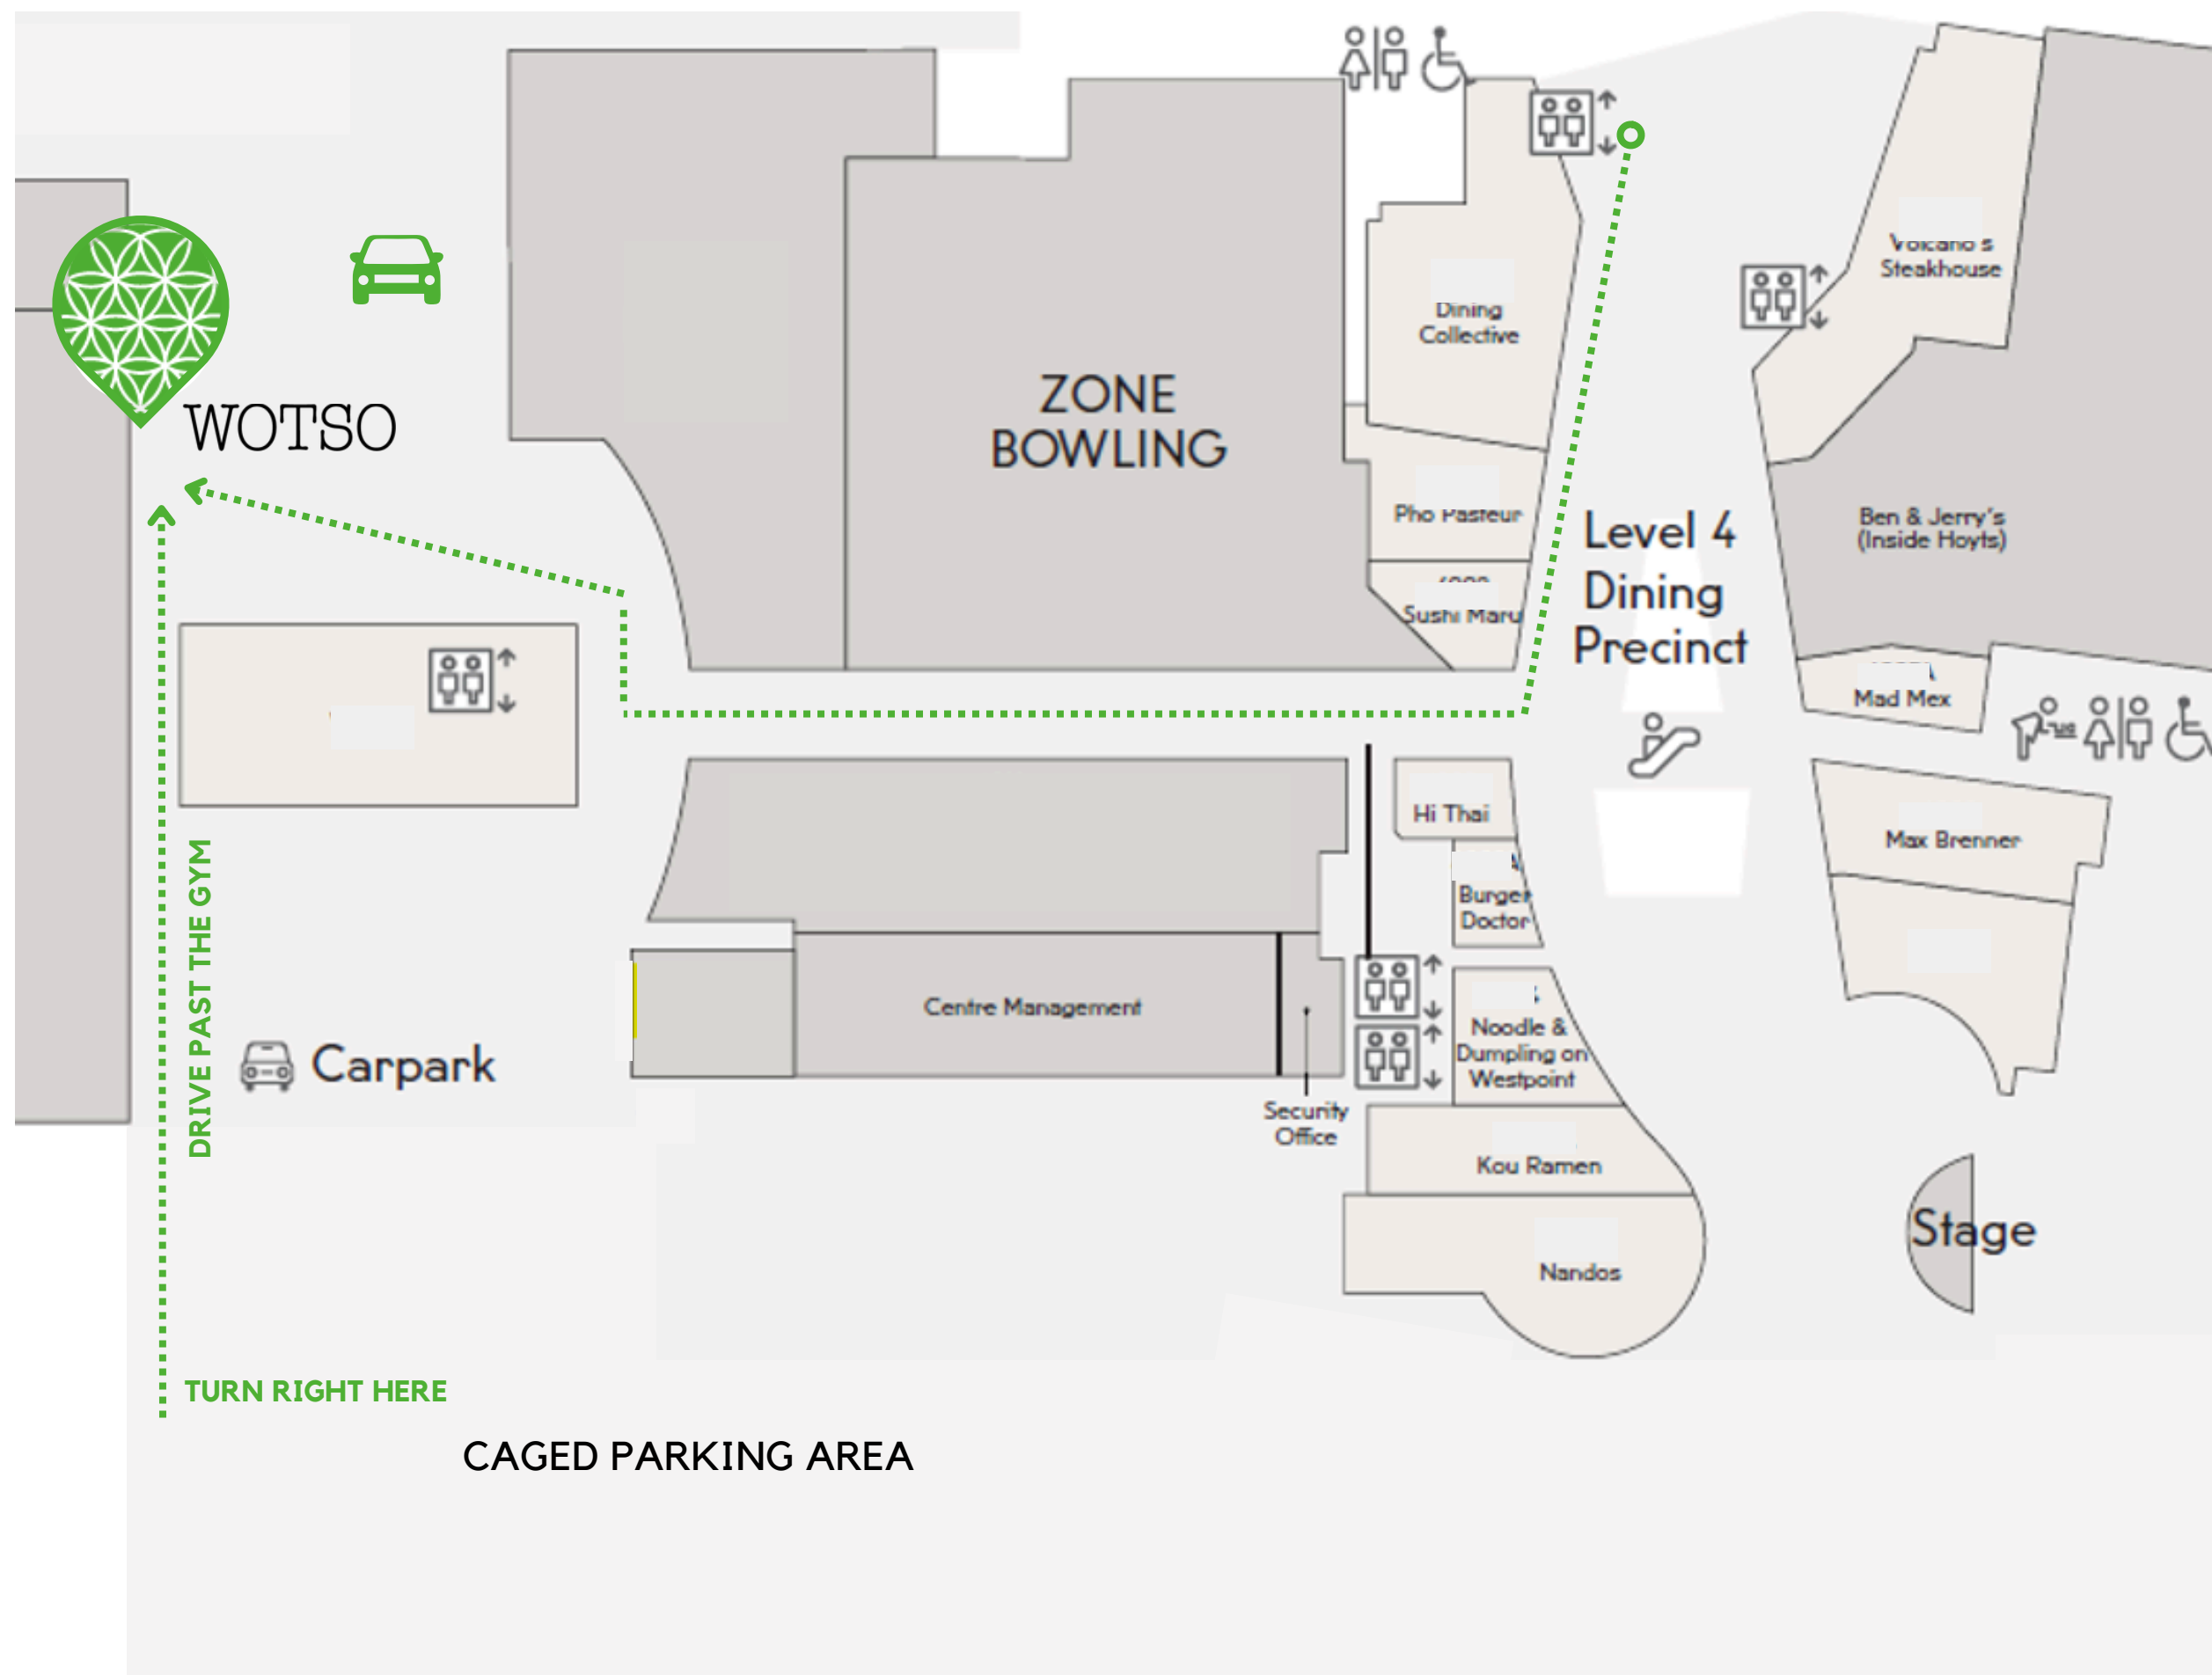 WOTSO
ZONE
BOWLING
Dining
Collective
Pho Pasteur
Sushi Maru
Level 4
Dining
Precinct
Volcano's
Steakhouse
Ben & Jerry's
(Inside Hoyts)
Mad Mex
Hi Thai
Burger
Doctor
Max Brenner
Noodle &
Dumpling on
Westpoint
Centre Management
Security
Office
Kou Ramen
Nandos
Stage
Carpark
DRIVE PAST THE GYM
TURN RIGHT HERE
CAGED PARKING AREA